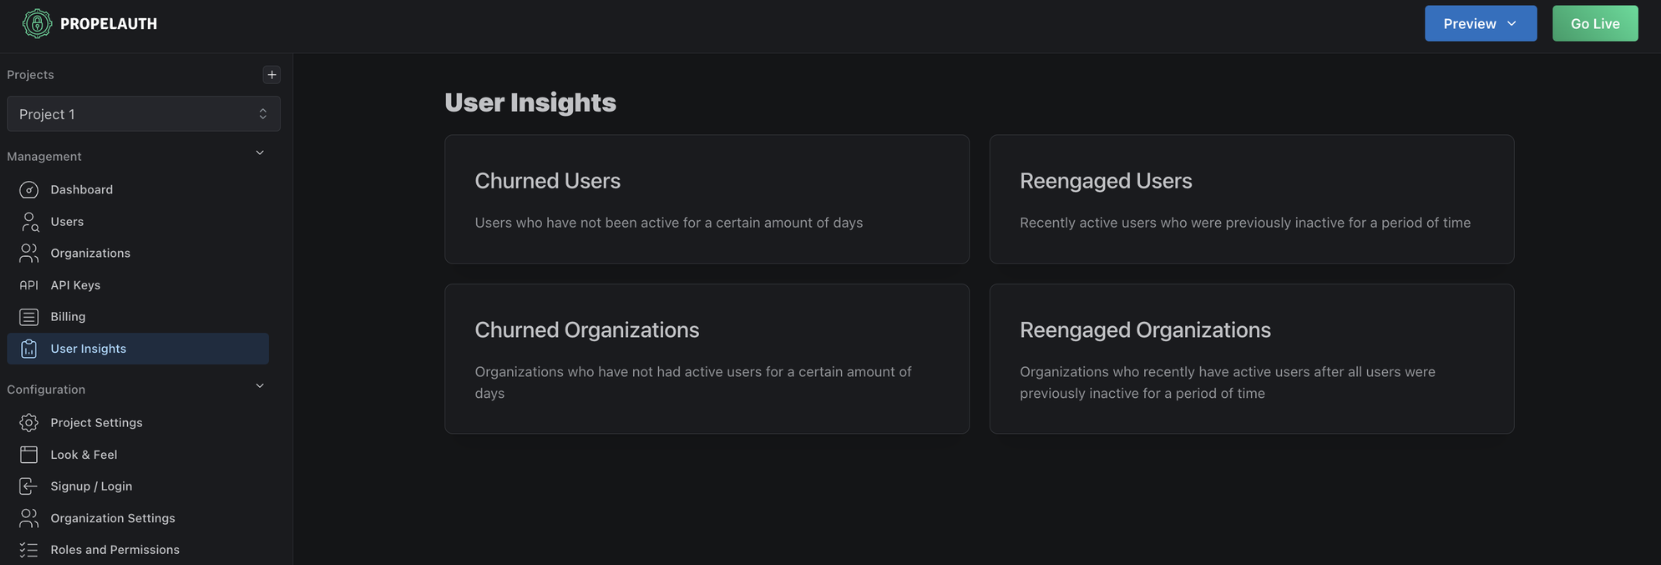 PROPELAUTH
Preview
Go Live
Projects
Project 1
Management
Dashboard
Users
Organizations
API API Keys
Billing
User Insights
Configuration
Project Settings
Look & Feel
Signup / Login
Organization Settings
Roles and Permissions
User Insights
Churned Users
Users who have not been active for a certain amount of days
Reengaged Users
Recently active users who were previously inactive for a period of time
Churned Organizations
Organizations who have not had active users for a certain amount of
days
Reengaged Organizations
Organizations who recently have active users after all users were
previously inactive for a period of time